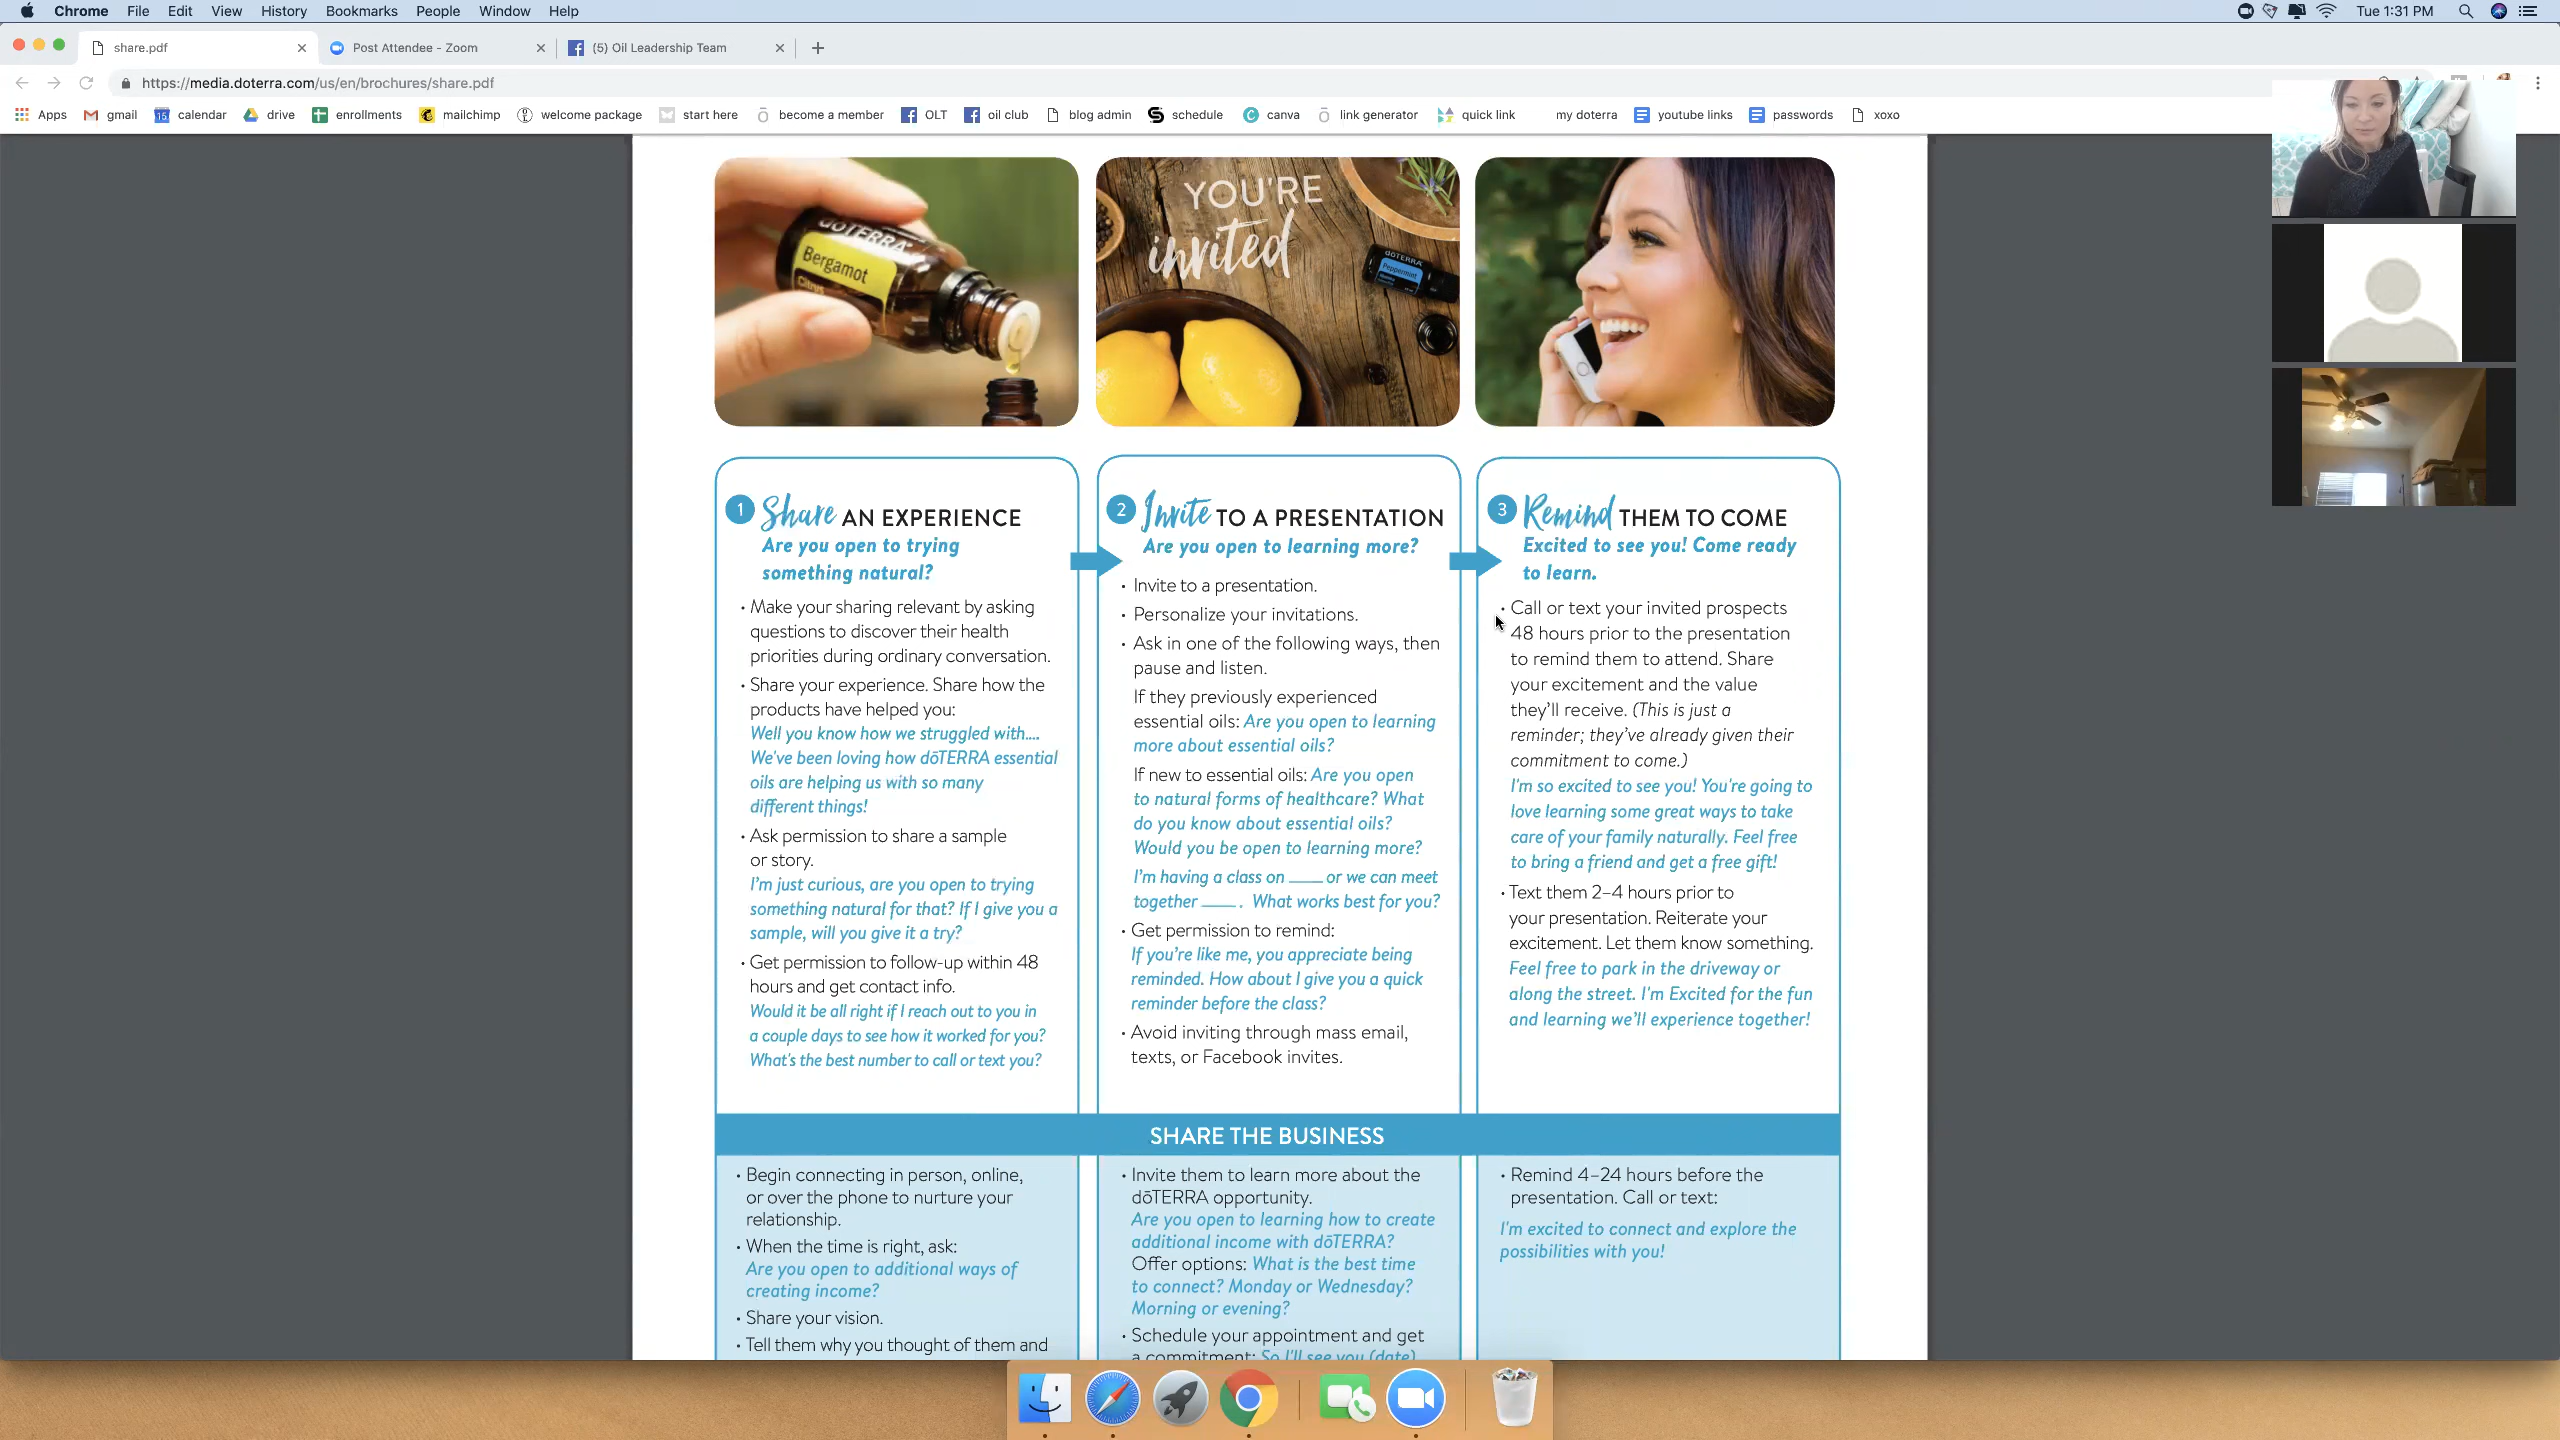 Chrome File Edit View History Bookmarks People Window Help
Tue 1:31 PM
share.pdf
Post Attendee - Zoom
(5) Oil Leadership Team
https://media.doterra.com/us/en/brochures/share.pdf
Apps gmail calendar drive enrollments mailchimp welcome package start here become a member OLT oil club blog admin schedule canva link generator quick link my doterra youtube links passwords xoxo
dōTERRA
Bergamot
Citrus
YOU'RE
invited
dōTERRA
Peppermint
1 Share AN EXPERIENCE
Are you open to trying
something natural?
• Make your sharing relevant by asking
questions to discover their health
priorities during ordinary conversation.
• Share your experience. Share how the
products have helped you:
Well you know how we struggled with....
We've been loving how dōTERRA essential
oils are helping us with so many
different things!
• Ask permission to share a sample
or story.
I'm just curious, are you open to trying
something natural for that? If I give you a
sample, will you give it a try?
• Get permission to follow-up within 48
hours and get contact info.
Would it be all right if I reach out to you in
a couple days to see how it worked for you?
What's the best number to call or text you?
2 Invite TO A PRESENTATION
Are you open to learning more?
• Invite to a presentation.
• Personalize your invitations.
• Ask in one of the following ways, then
pause and listen.
If they previously experienced
essential oils: Are you open to learning
more about essential oils?
If new to essential oils: Are you open
to natural forms of healthcare? What
do you know about essential oils?
Would you be open to learning more?
I'm having a class on ____ or we can meet
together ____ . What works best for you?
• Get permission to remind:
If you're like me, you appreciate being
reminded. How about I give you a quick
reminder before the class?
• Avoid inviting through mass email,
texts, or Facebook invites.
3 Remind THEM TO COME
Excited to see you! Come ready
to learn.
• Call or text your invited prospects
48 hours prior to the presentation
to remind them to attend. Share
your excitement and the value
they'll receive. (This is just a
reminder; they've already given their
commitment to come.)
I'm so excited to see you! You're going to
love learning some great ways to take
care of your family naturally. Feel free
to bring a friend and get a free gift!
• Text them 2–4 hours prior to
your presentation. Reiterate your
excitement. Let them know something.
Feel free to park in the driveway or
along the street. I'm Excited for the fun
and learning we'll experience together!
SHARE THE BUSINESS
• Begin connecting in person, online,
or over the phone to nurture your
relationship.
• When the time is right, ask:
Are you open to additional ways of
creating income?
• Share your vision.
• Tell them why you thought of them and
• Invite them to learn more about the
dōTERRA opportunity.
Are you open to learning how to create
additional income with dōTERRA?
Offer options: What is the best time
to connect? Monday or Wednesday?
Morning or evening?
• Schedule your appointment and get
a commitment: So I'll see you (date)
• Remind 4–24 hours before the
presentation. Call or text:
I'm excited to connect and explore the
possibilities with you!